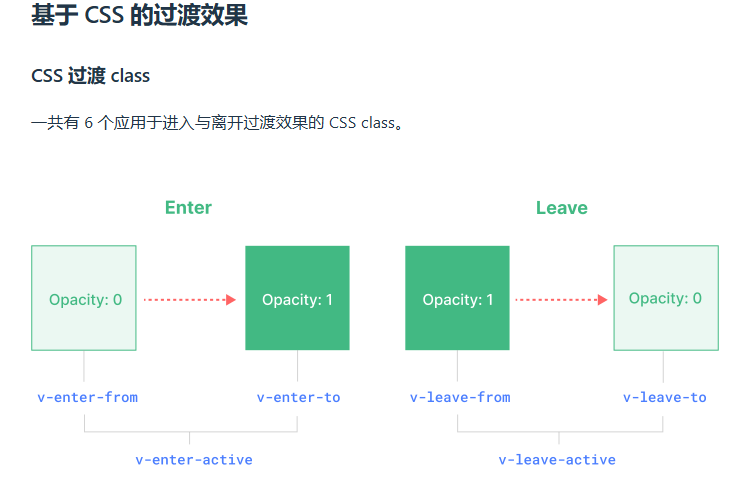 基于 CSS 的过渡效果
CSS 过渡 class
一共有 6 个应用于进入与离开过渡效果的 CSS class。
Enter
Leave
Opacity: 0
Opacity: 1
Opacity: 1
Opacity: 0
v-enter-from
v-enter-to
v-leave-from
v-leave-to
v-enter-active
v-leave-active